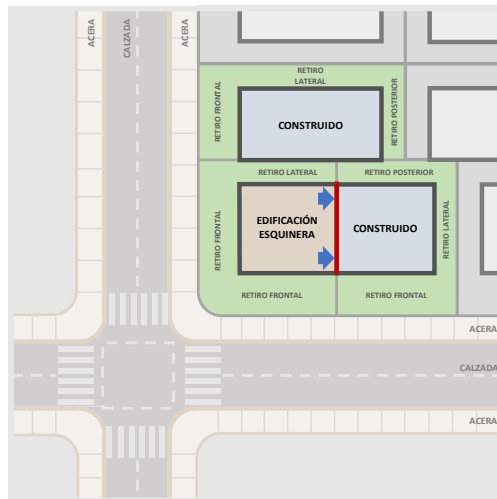 ACERA
CALZADA
ACERA
RETIRO
LATERAL
RETIRO FRONTAL
CONSTRUIDO
RETIRO POSTERIOR
RETIRO LATERAL
RETIRO POSTERIOR
RETIRO FRONTAL
EDIFICACIÓN
ESQUINERA
CONSTRUIDO
RETIRO LATERAL
RETIRO FRONTAL
RETIRO FRONTAL
ACERA
CALZADA
ACERA